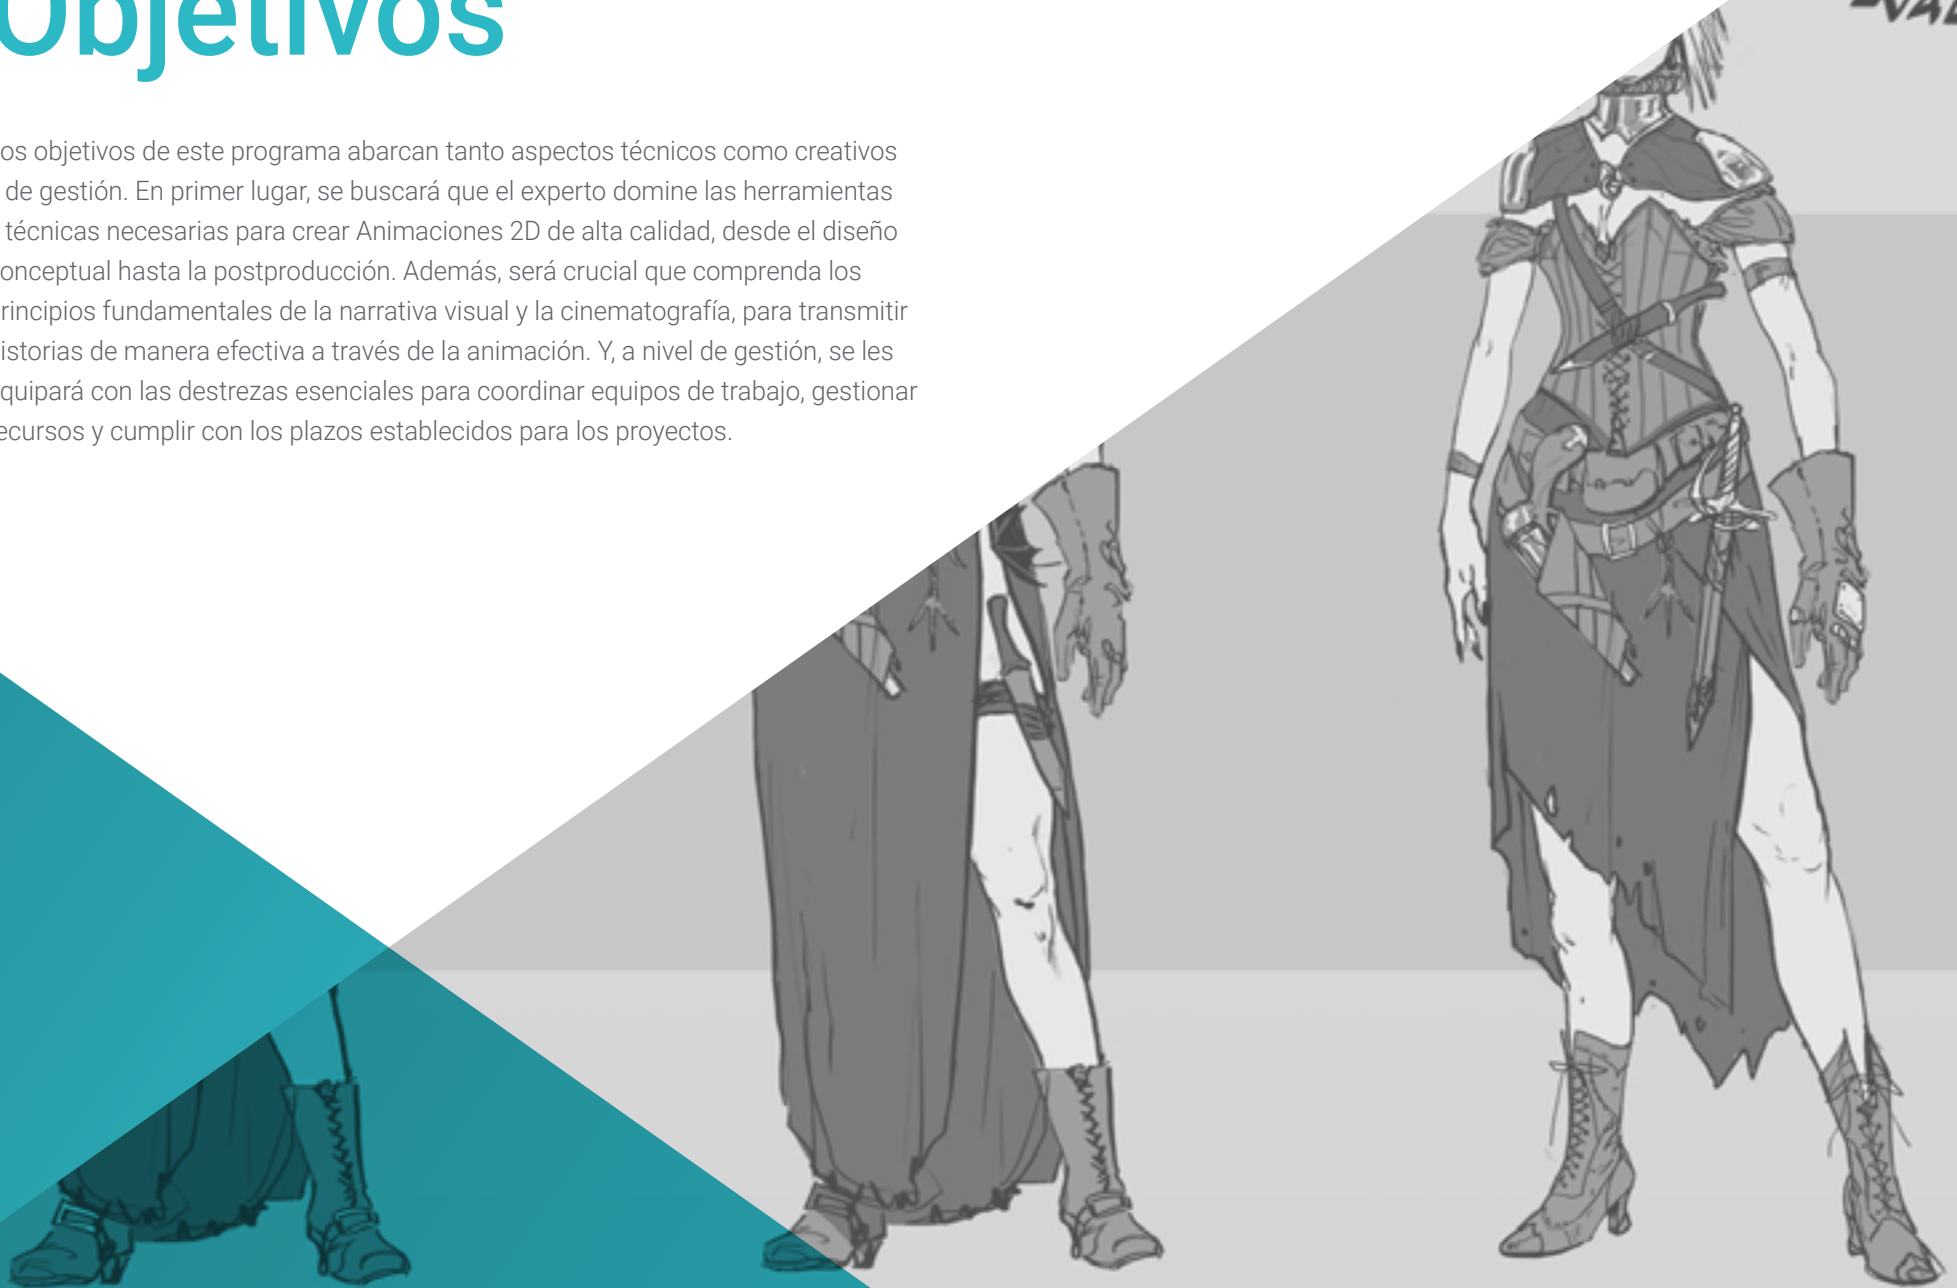 Objetivos
os objetivos de este programa abarcan tanto aspectos técnicos como creativos
de gestión. En primer lugar, se buscará que el experto domine las herramientas
técnicas necesarias para crear Animaciones 2D de alta calidad, desde el diseño
onceptual hasta la postproducción. Además, será crucial que comprenda los
rincipios fundamentales de la narrativa visual y la cinematografía, para transmitir
istorias de manera efectiva a través de la animación. Y, a nivel de gestión, se les
quipará con las destrezas esenciales para coordinar equipos de trabajo, gestionar
ecursos y cumplir con los plazos establecidos para los proyectos.